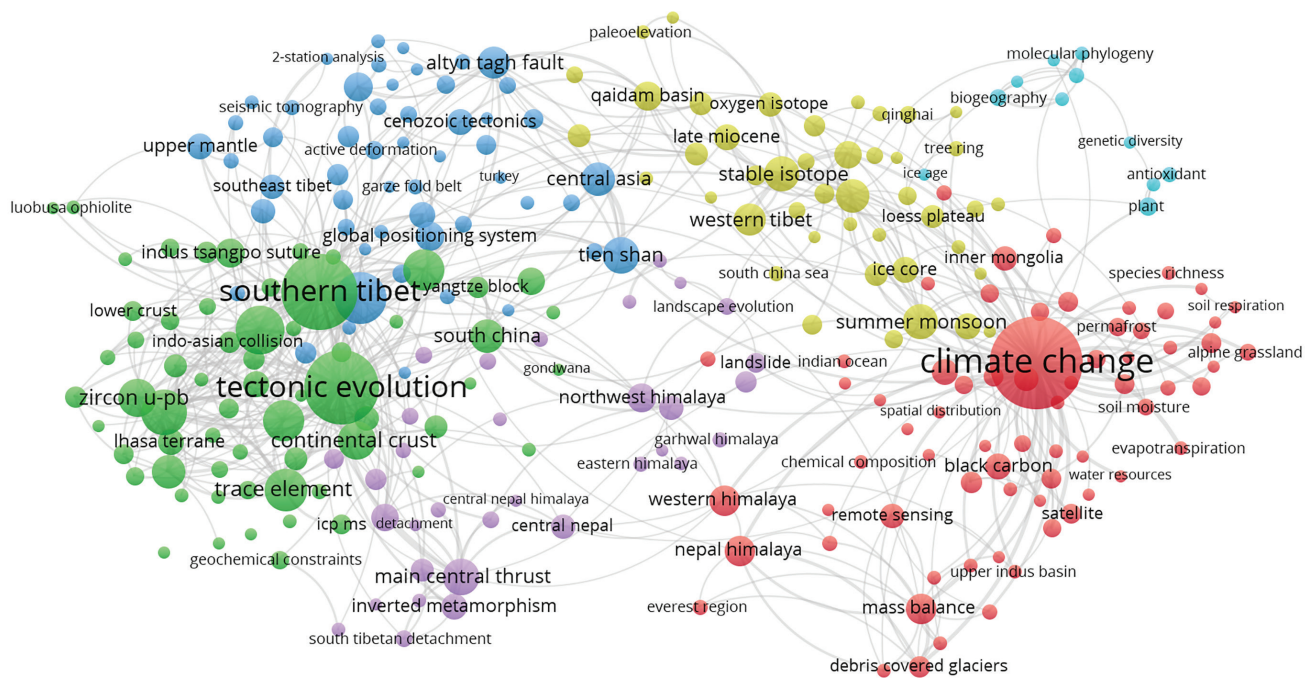 paleoelevation
molecular phylogeny
2-station analysis
altyn tagh fault
qaidam basin
oxygen isotope
biogeography
seismic tomography
cenozoic tectonics
qinghai
late miocene
upper mantle
active deformation
genetic diversity
tree ring
stable isotope
ice age
antioxidant
southeast tibet
garze fold belt
turkey
central asia
luobusa ophiolite
plant
western tibet
loess plateau
global positioning system
indus tsangpo suture
tien shan
inner mongolia
south china sea
ice core
species richness
southern tibet
yangtze block
landscape evolution
soil respiration
lower crust
summer monsoon
permafrost
south china
indo-asian collision
alpine grassland
climate change
landslide
indian ocean
gondwana
tectonic evolution
zircon u-pb
northwest himalaya
soil moisture
spatial distribution
lhasa terrane
continental crust
garhwal himalaya
evapotranspiration
eastern himalaya
chemical composition
black carbon
water resources
trace element
central nepal himalaya
western himalaya
icp ms
detachment
central nepal
remote sensing
satellite
nepal himalaya
geochemical constraints
upper indus basin
main central thrust
inverted metamorphism
everest region
mass balance
south tibetan detachment
debris covered glaciers